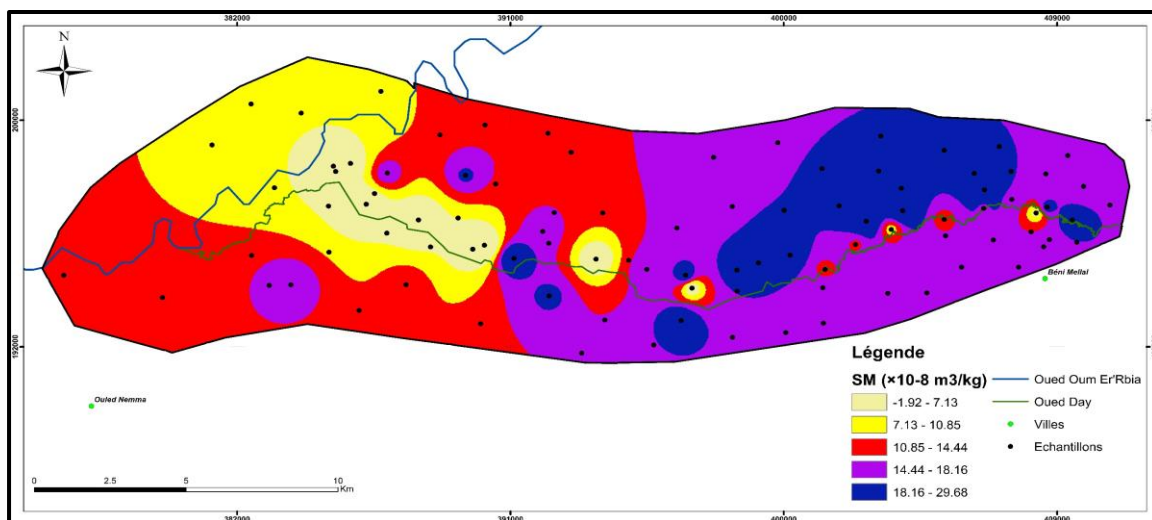 382000 391000 400000 409000
N
200000
200000
Béni Mellal
192000
Légende
SM (×10-8 m3/kg)
-1.92 - 7.13
7.13 - 10.85
10.85 - 14.44
14.44 - 18.16
18.16 - 29.68
Oued Oum Er'Rbia
Oued Day
Villes
Echantillons
Ouled Nemma
0 2.5 5 10
Km
382000 391000 400000 409000